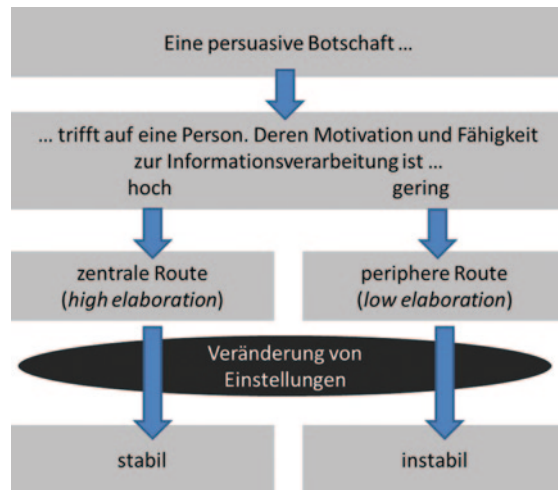 Eine persuasive Botschaft ...
... trifft auf eine Person. Deren Motivation und Fähigkeit
zur Informationsverarbeitung ist ...
hoch
gering
zentrale Route
(high elaboration)
periphere Route
(low elaboration)
Veränderung von
Einstellungen
stabil
instabil